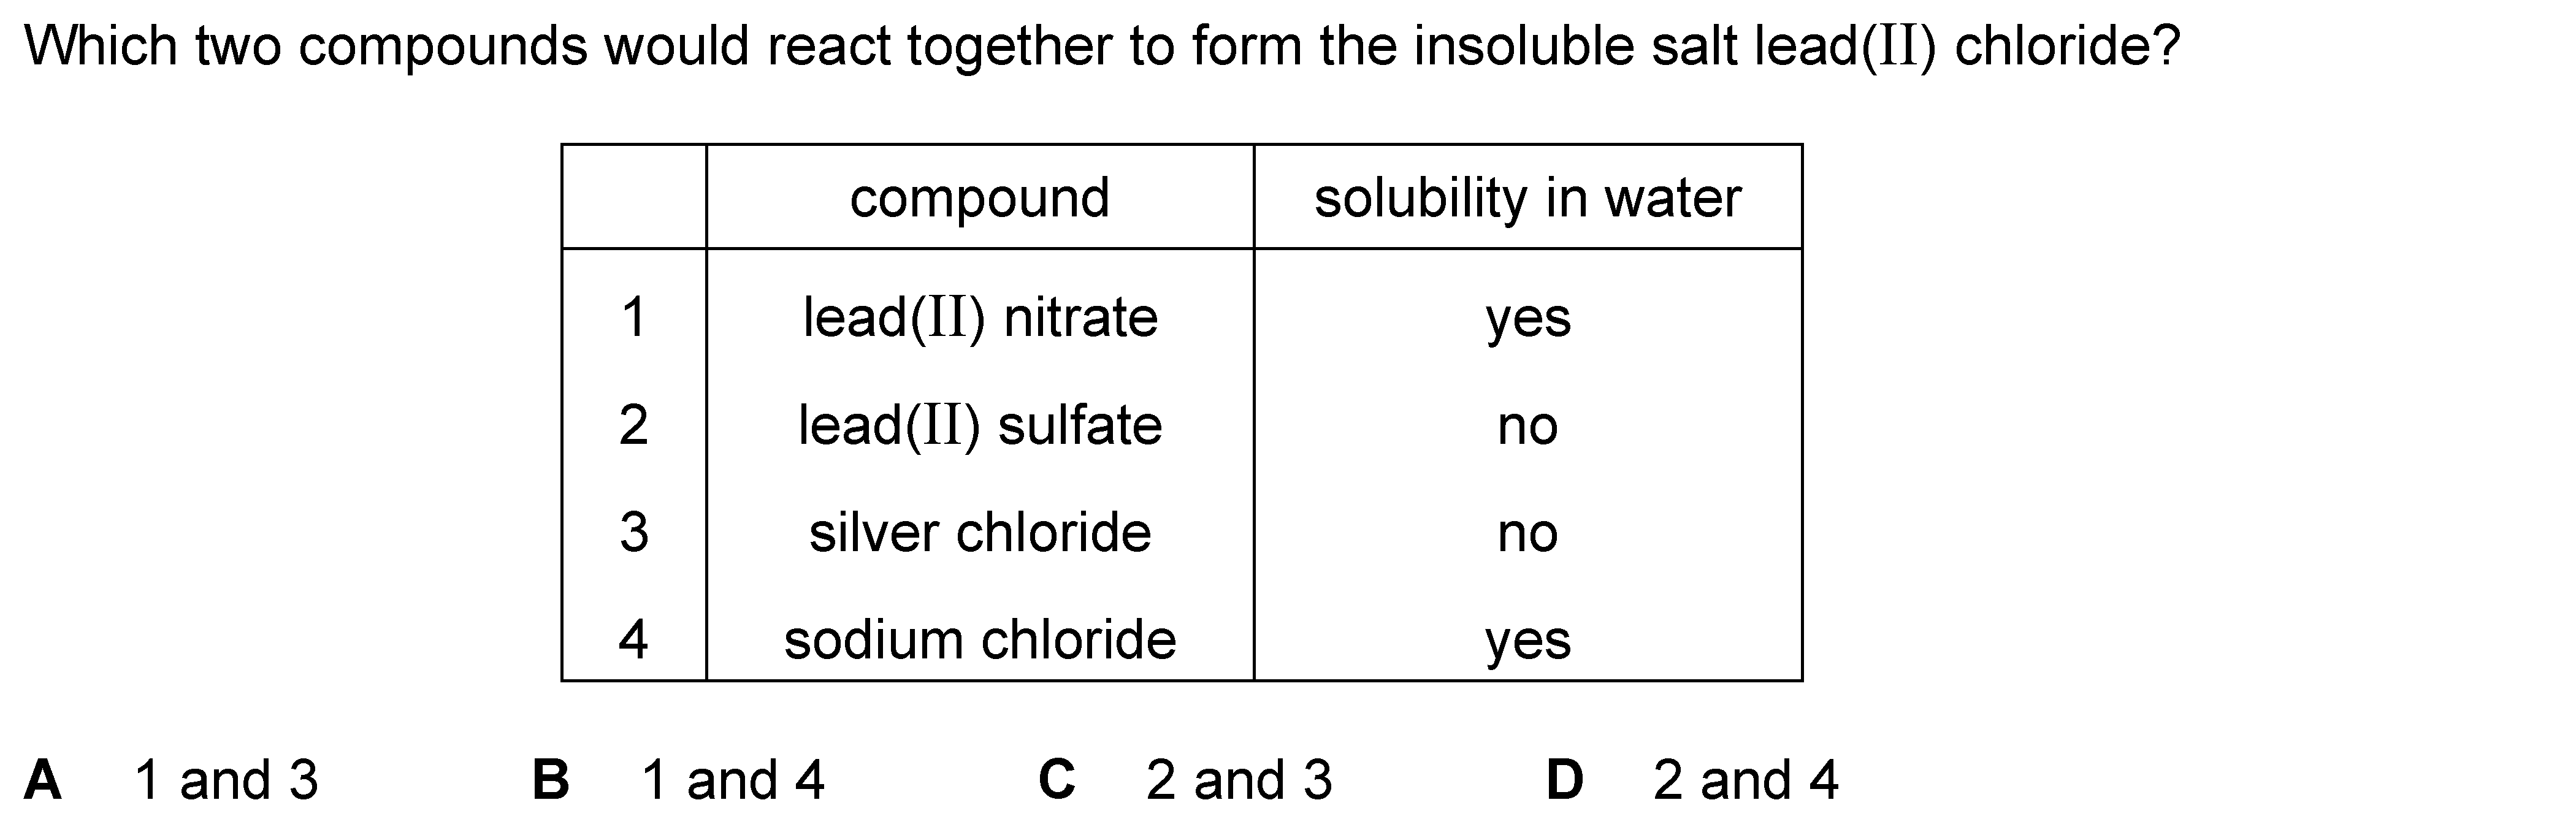 Which two compounds would react together to form the insoluble salt lead(II) chloride?
compound solubility in water
1 lead(II) nitrate yes
2 lead(II) sulfate no
3 silver chloride no
4 sodium chloride yes
A 1 and 3 B 1 and 4 C 2 and 3 D 2 and 4